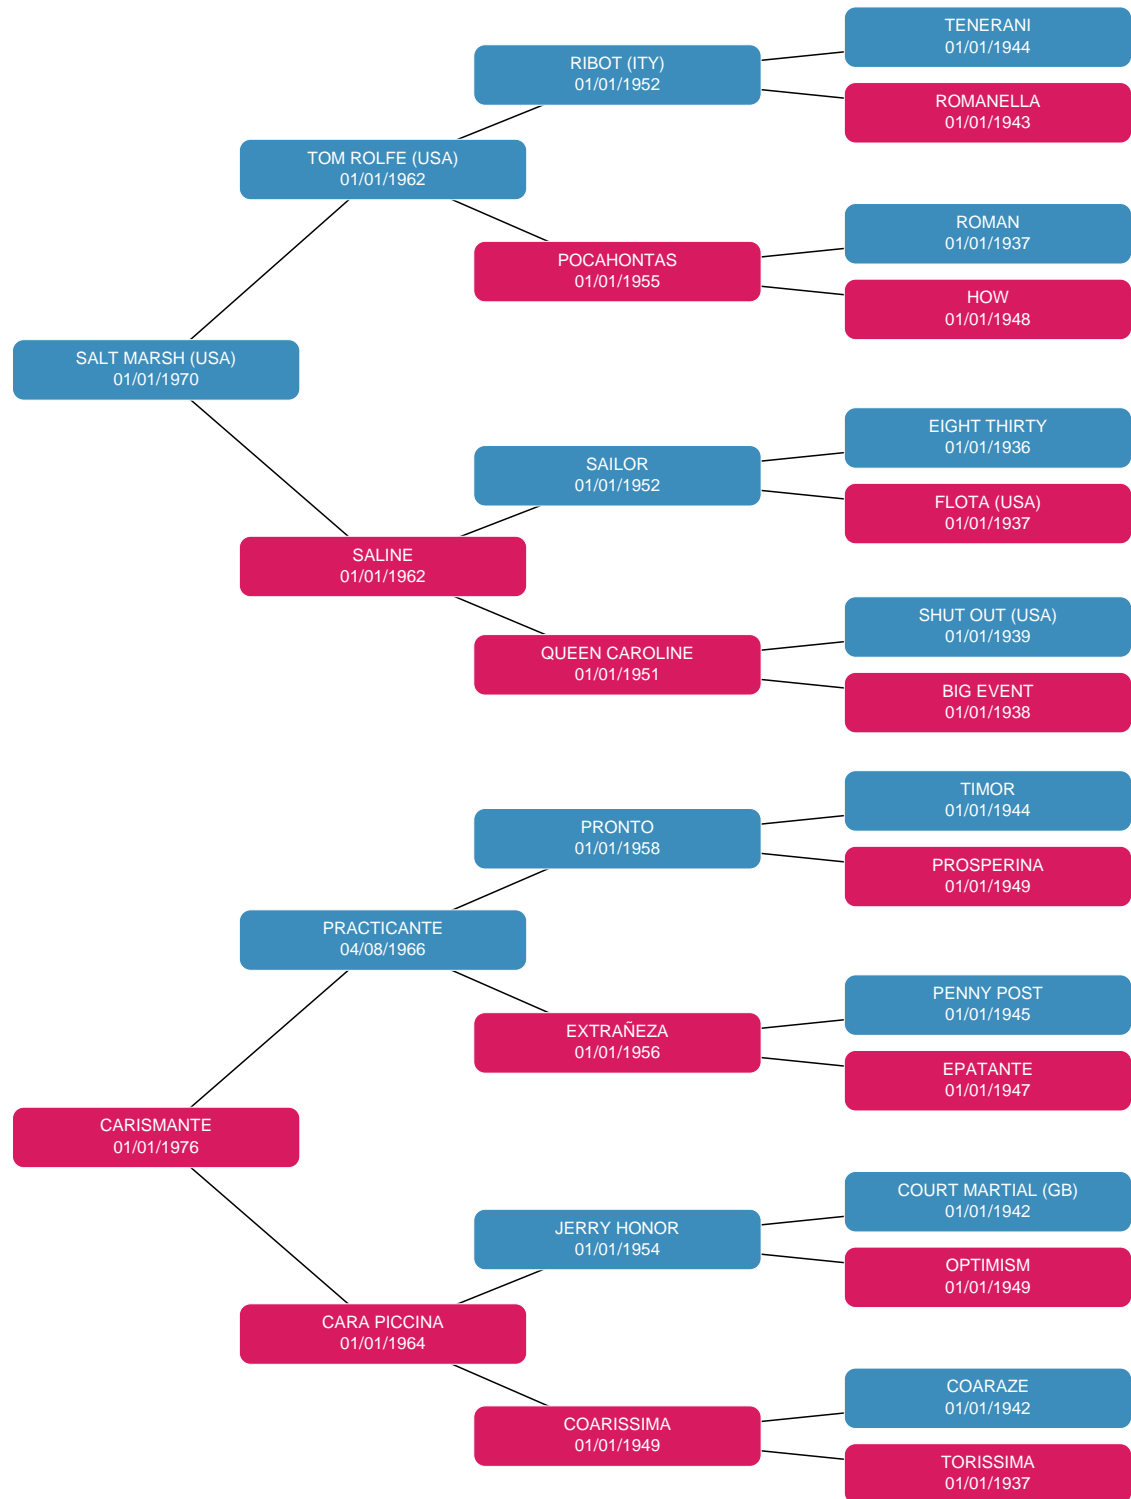 TENERANI
01/01/1944
RIBOT (ITY)
01/01/1952
ROMANELLA
01/01/1943
TOM ROLFE (USA)
01/01/1962
ROMAN
01/01/1937
POCAHONTAS
01/01/1955
HOW
01/01/1948
SALT MARSH (USA)
01/01/1970
EIGHT THIRTY
01/01/1936
SAILOR
01/01/1952
FLOTA (USA)
01/01/1937
SALINE
01/01/1962
SHUT OUT (USA)
01/01/1939
QUEEN CAROLINE
01/01/1951
BIG EVENT
01/01/1938
TIMOR
01/01/1944
PRONTO
01/01/1958
PROSPERINA
01/01/1949
PRACTICANTE
04/08/1966
PENNY POST
01/01/1945
EXTRAÑEZA
01/01/1956
EPATANTE
01/01/1947
CARISMANTE
01/01/1976
COURT MARTIAL (GB)
01/01/1942
JERRY HONOR
01/01/1954
OPTIMISM
01/01/1949
CARA PICCINA
01/01/1964
COARAZE
01/01/1942
COARISSIMA
01/01/1949
TORISSIMA
01/01/1937